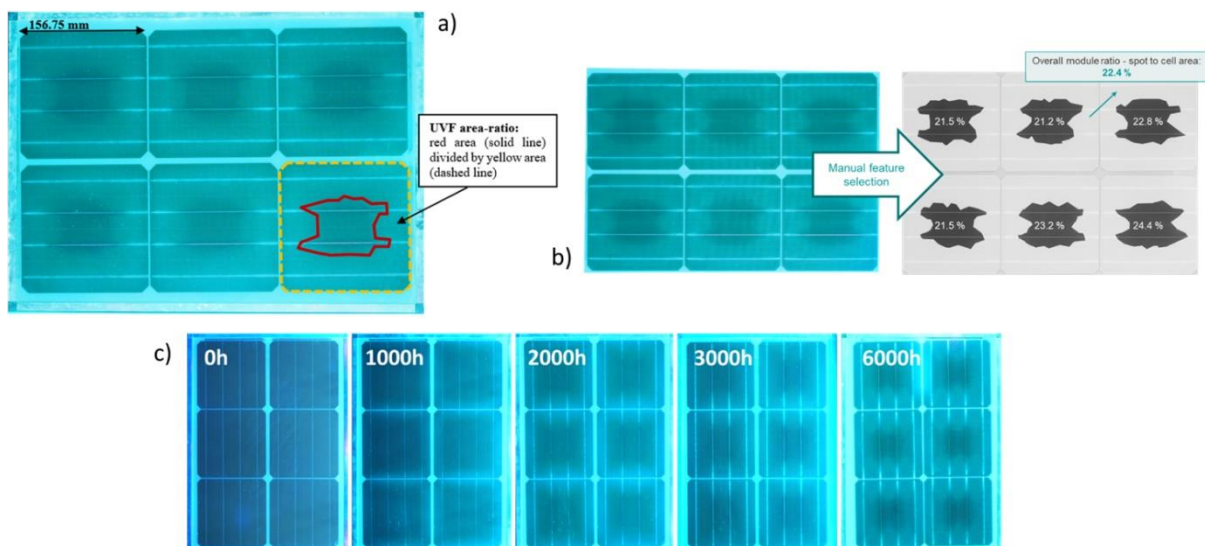 156.75 mm
a)
UVF area-ratio:
red area (solid line)
divided by yellow area
(dashed line)
b)
Manual feature
selection
Overall module ratio - spot to cell area:
22.4 %
21.5 %
21.2 %
22.8 %
21.5 %
23.2 %
24.4 %
c)
0h
1000h
2000h
3000h
6000h